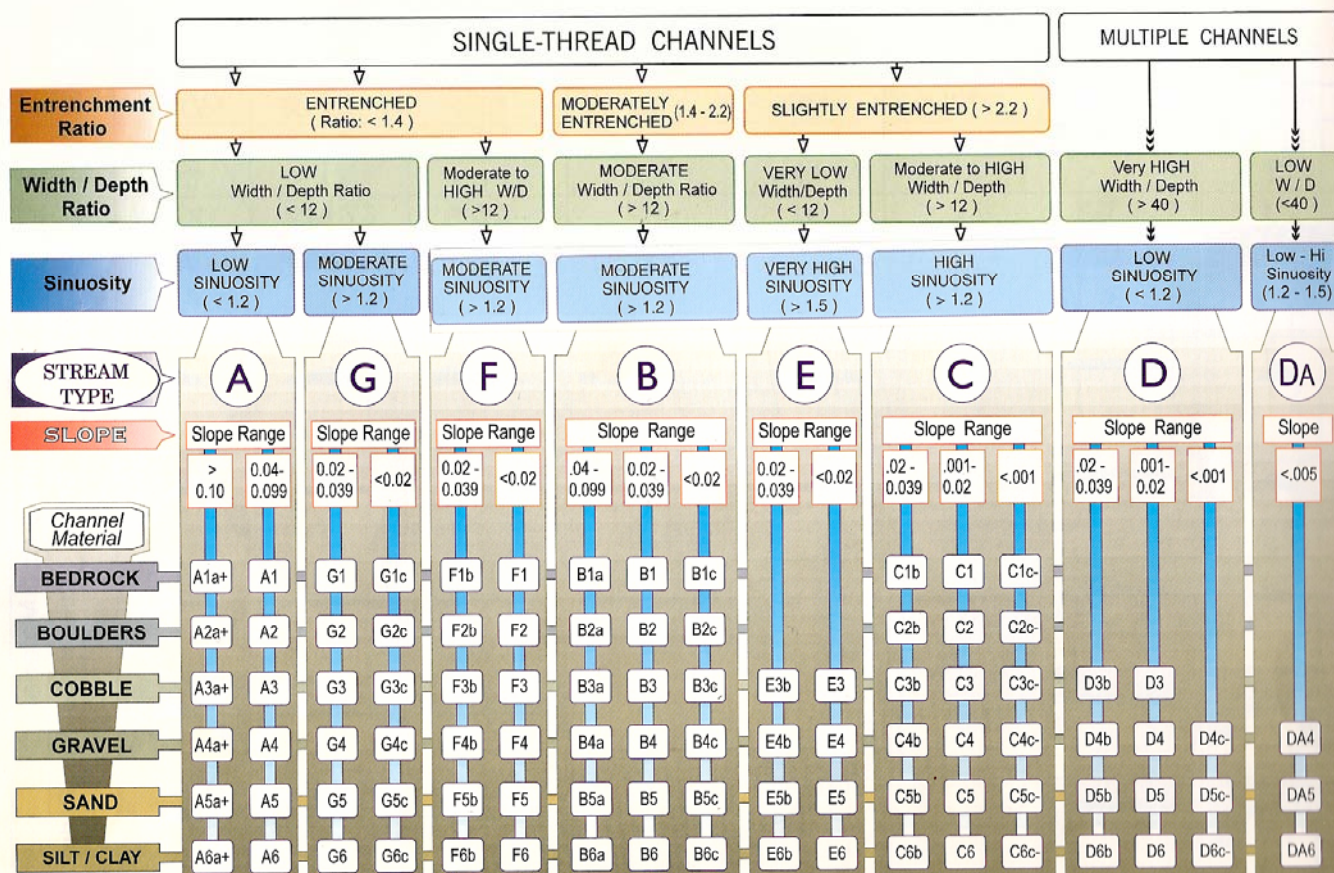 SINGLE-THREAD CHANNELS
MULTIPLE CHANNELS
Entrenchment
Ratio
ENTRENCHED
( Ratio: < 1.4 )
MODERATELY
ENTRENCHED
(1.4 - 2.2)
SLIGHTLY ENTRENCHED ( > 2.2 )
Width / Depth
Ratio
LOW
Width / Depth Ratio
( < 12 )
Moderate to
HIGH W/D
( >12 )
MODERATE
Width / Depth Ratio
( > 12 )
VERY LOW
Width/Depth
( < 12 )
Moderate to HIGH
Width / Depth
( > 12 )
Very HIGH
Width / Depth
( > 40 )
LOW
W / D
(<40 )
Sinuosity
LOW
SINUOSITY
( < 1.2 )
MODERATE
SINUOSITY
( > 1.2 )
MODERATE
SINUOSITY
( > 1.2 )
MODERATE
SINUOSITY
( > 1.2 )
VERY HIGH
SINUOSITY
( > 1.5 )
HIGH
SINUOSITY
( > 1.2 )
LOW
SINUOSITY
( < 1.2 )
Low - Hi
Sinuosity
(1.2 - 1.5)
STREAM
TYPE
A G F B E C D DA
SLOPE
Slope Range Slope Range Slope Range Slope Range Slope Range Slope Range Slope Range Slope
>
0.10
0.04-
0.099
0.02 -
0.039
<0.02
0.02 -
0.039
<0.02
.04 -
0.099
0.02 -
0.039
<0.02
0.02 -
0.039
<0.02
.02 -
0.039
.001-
0.02
<.001
.02 -
0.039
.001-
0.02
<.001
<.005
Channel
Material
BEDROCK A1a+ A1 G1 G1c F1b F1 B1a B1 B1c C1b C1 C1c-
BOULDERS A2a+ A2 G2 G2c F2b F2 B2a B2 B2c C2b C2 C2c-
COBBLE A3a+ A3 G3 G3c F3b F3 B3a B3 B3c E3b E3 C3b C3 C3c- D3b D3
GRAVEL A4a+ A4 G4 G4c F4b F4 B4a B4 B4c E4b E4 C4b C4 C4c- D4b D4 D4c- DA4
SAND A5a+ A5 G5 G5c F5b F5 B5a B5 B5c E5b E5 C5b C5 C5c- D5b D5 D5c- DA5
SILT / CLAY A6a+ A6 G6 G6c F6b F6 B6a B6 B6c E6b E6 C6b C6 C6c- D6b D6 D6c- DA6